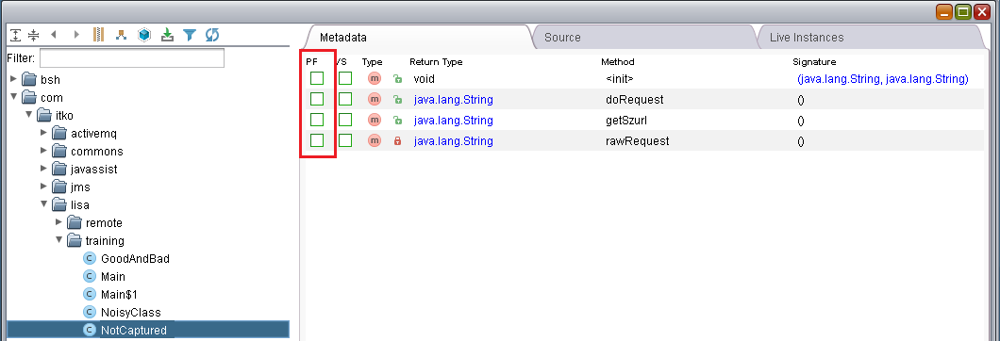 Filter:
bsh
com
itko
activemq
commons
javassist
jms
lisa
remote
training
C GoodAndBad
C Main
C Main$1
C NoisyClass
C NotCaptured
Metadata Source Live Instances
PF VS Type Return Type Method Signature
m void <init> (java.lang.String, java.lang.String)
m java.lang.String doRequest ()
m java.lang.String getSzurl ()
m java.lang.String rawRequest ()